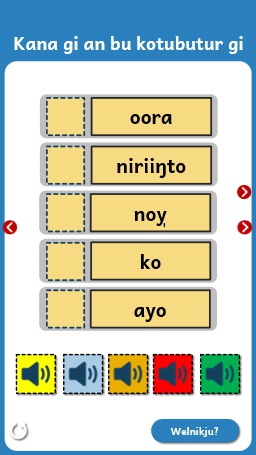 Kana gi an bu kotubutur gi
oora
niriiŋto
noy̠
ko
ayo
Welnikju?